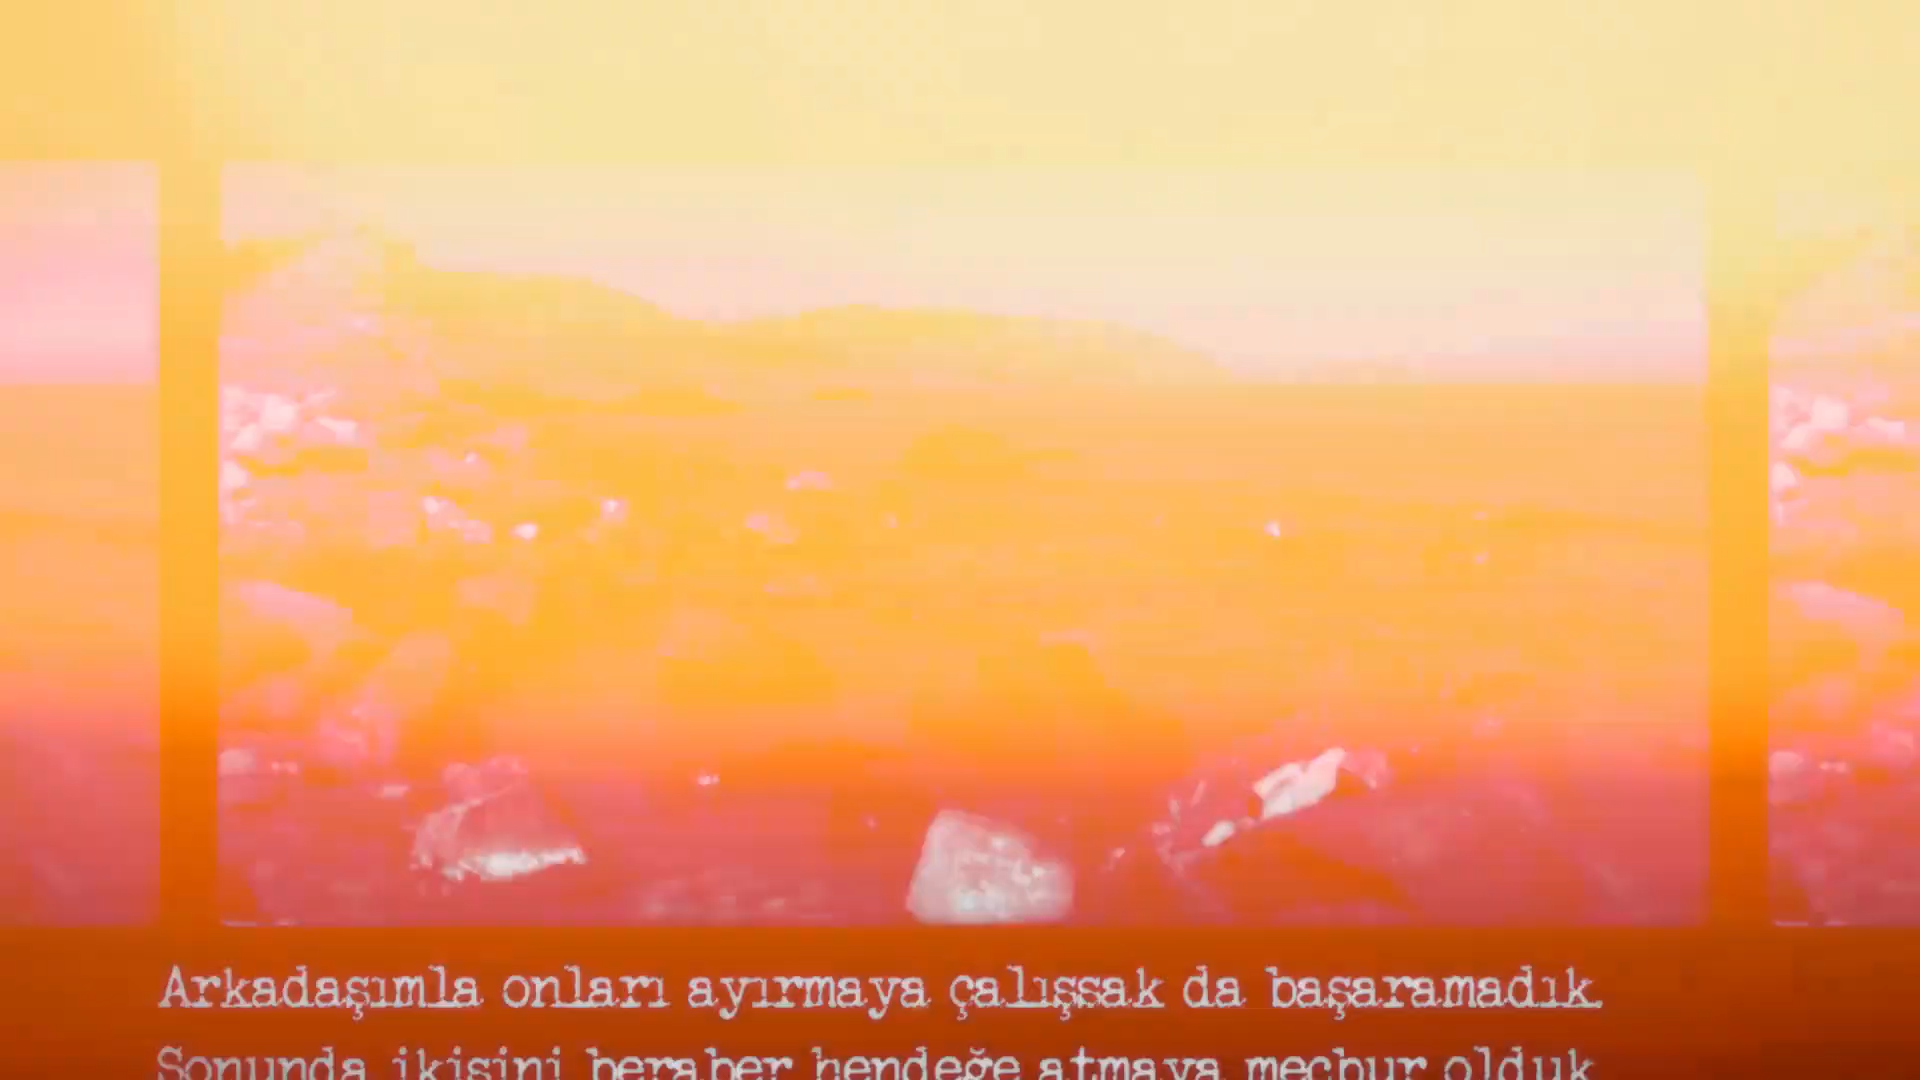 Arkadaşımla onları ayırmaya çalışsak da başaramadık.
Sonunda ikisini beraber hendeğe atmaya mecbur olduk